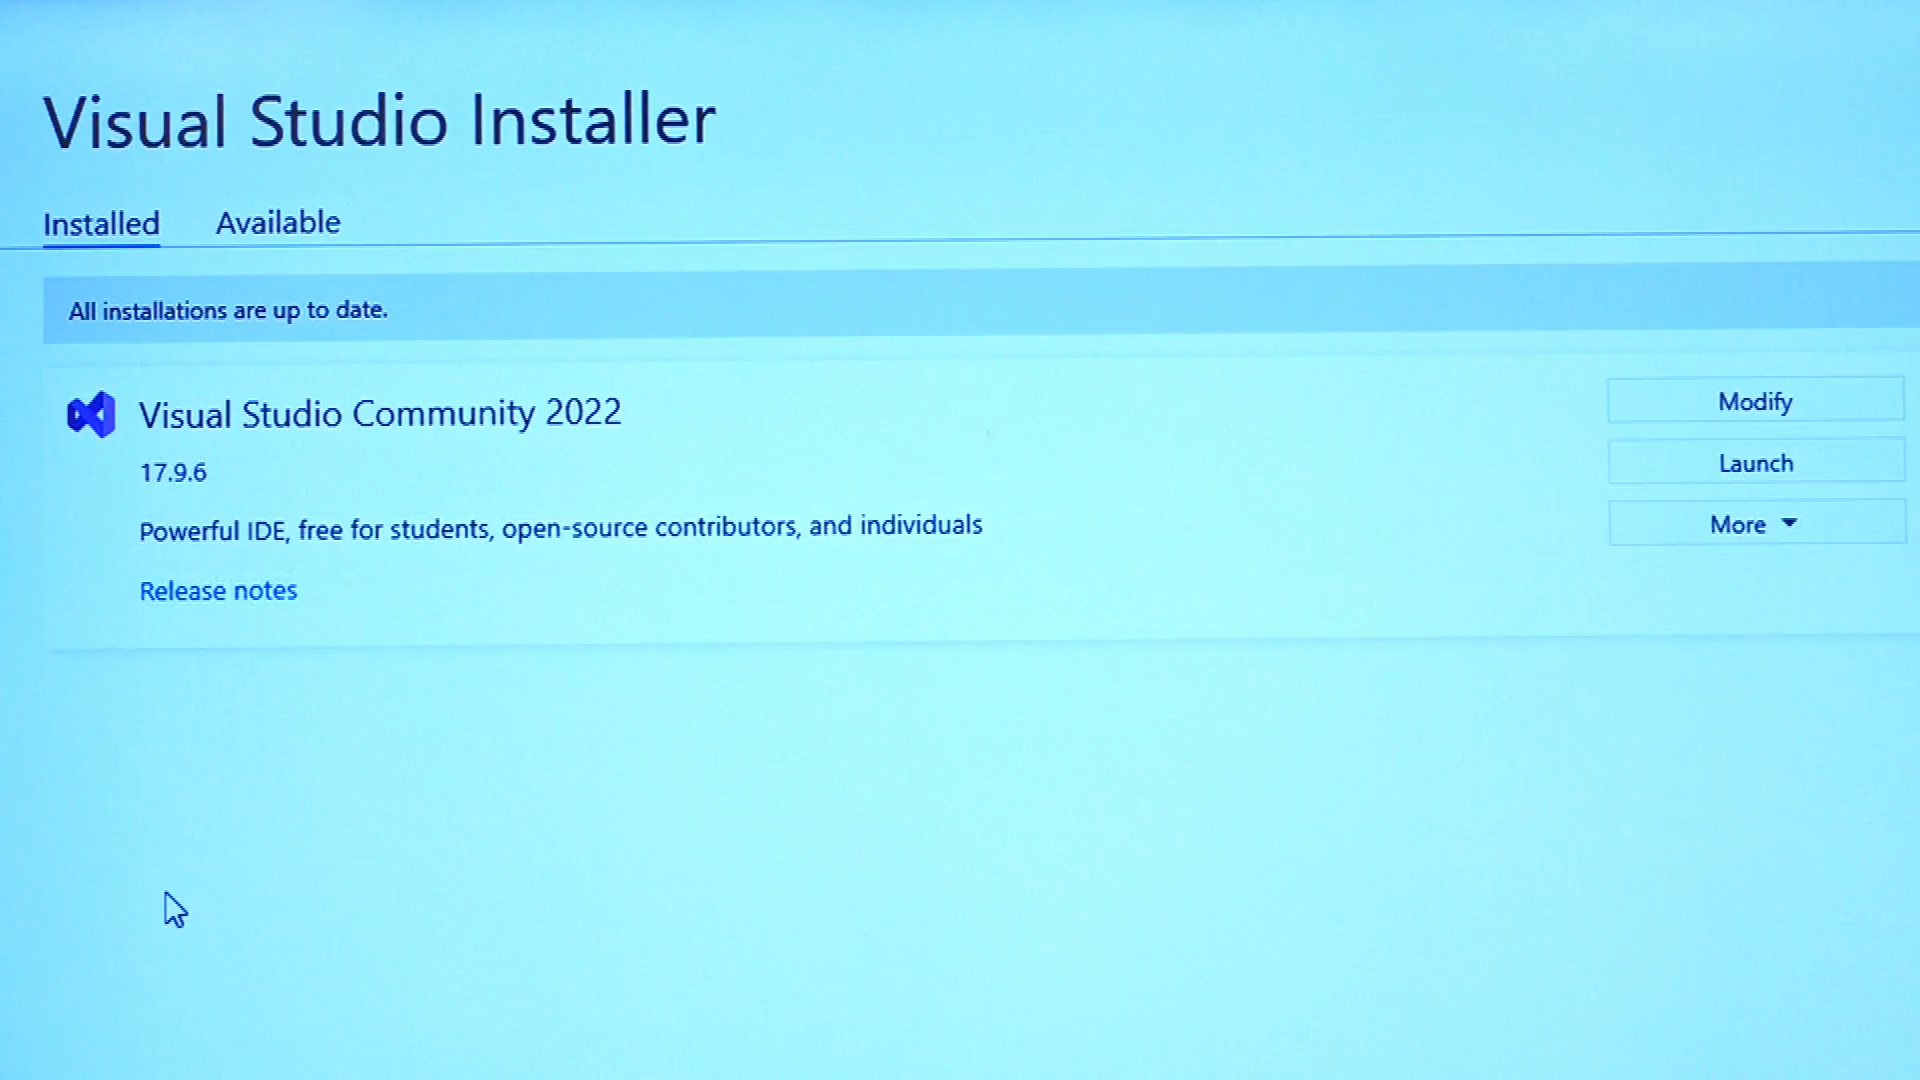 Visual Studio Installer
Installed Available
All installations are up to date.
Visual Studio Community 2022
17.9.6
Powerful IDE, free for students, open-source contributors, and individuals
Release notes
Modify
Launch
More